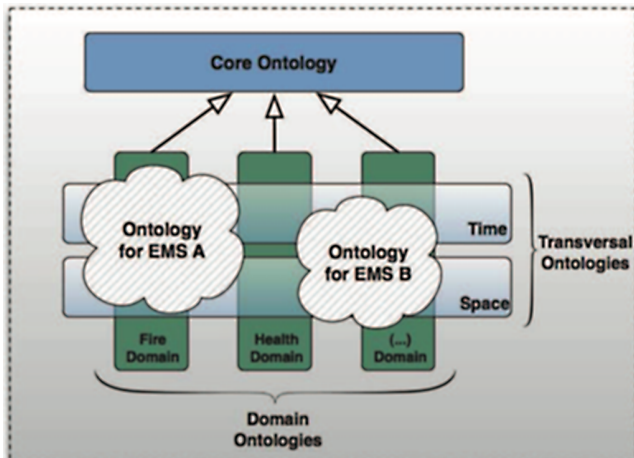 Core Ontology
Ontology
for EMS A
Ontology
for EMS B
Time
Space
Transversal
Ontologies
Fire
Domain
Health
Domain
(...)
Domain
Domain
Ontologies